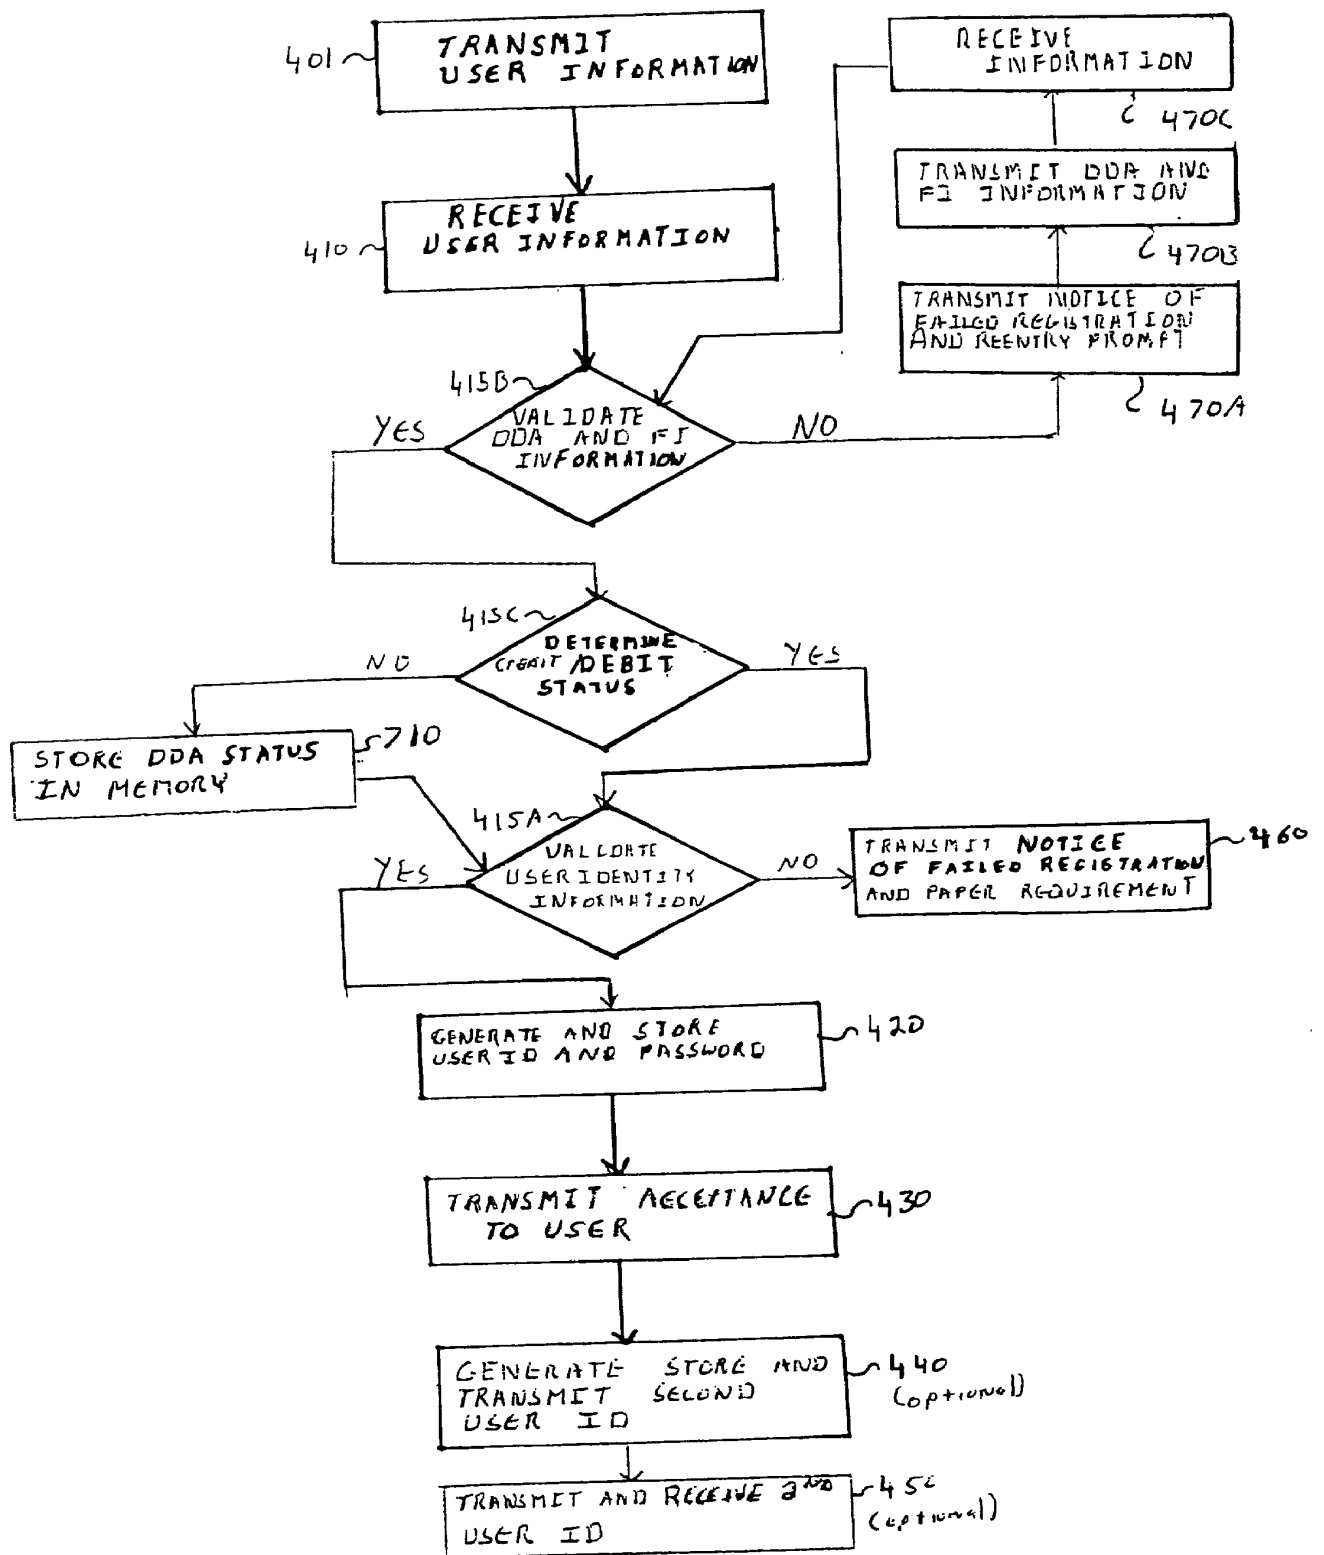 401
TRANSMIT
USER INFORMATION
RECEIVE
INFORMATION
470C
410
RECEIVE
USER INFORMATION
TRANSMIT DDA AND
FI INFORMATION
470B
TRANSMIT NOTICE OF
FAILED REGISTRATION
AND REENTRY PROMPT
470A
415B
YES
VALIDATE
DDA AND FI
INFORMATION
NO
415C
NO
DETERMINE
CREDIT/DEBIT
STATUS
YES
710
STORE DDA STATUS
IN MEMORY
415A
YES
VALIDATE
USER IDENTITY
INFORMATION
NO
TRANSMIT NOTICE
OF FAILED REGISTRATION
AND PAPER REQUIREMENT
460
GENERATE AND STORE
USER ID AND PASSWORD
420
TRANSMIT ACCEPTANCE
TO USER
430
GENERATE STORE AND
TRANSMIT SECOND
USER ID
440
(optional)
TRANSMIT AND RECEIVE 2ND
USER ID
(optional)